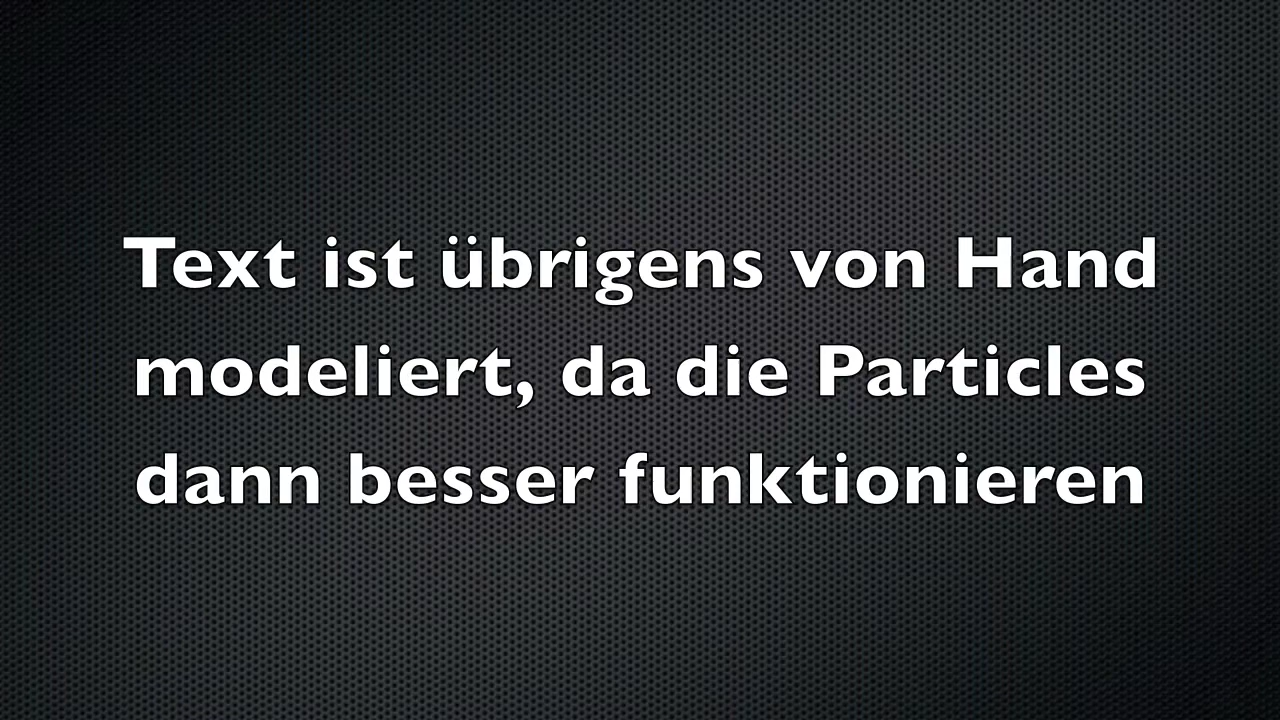 Text ist übrigens von Hand
modeliert, da die Particles
dann besser funktionieren